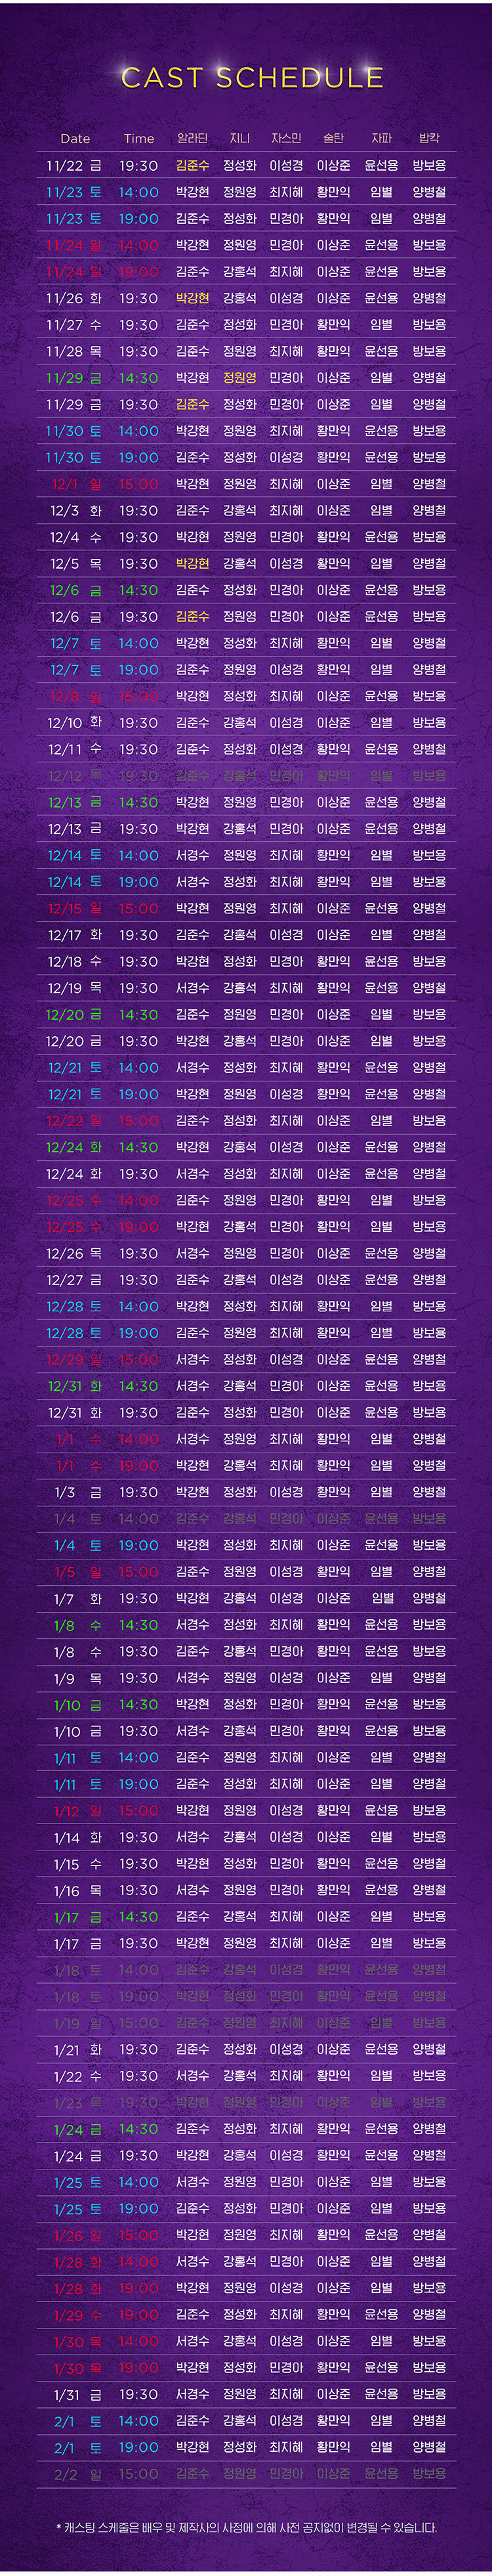 CAST SCHEDULE
Date Time 알라딘 지니 자스민 술탄 자파 밥칵
11/22 금 19:30 김준수 정성화 이성경 이상준 윤선용 방보용
11/23 토 14:00 박강현 정원영 최지혜 황만익 임별 양병철
11/23 토 19:00 김준수 정성화 민경아 황만익 임별 양병철
11/24 일 14:00 박강현 정원영 민경아 이상준 윤선용 방보용
11/24 일 19:00 김준수 강홍석 최지혜 이상준 윤선용 방보용
11/26 화 19:30 박강현 강홍석 이성경 이상준 윤선용 양병철
11/27 수 19:30 김준수 정성화 민경아 황만익 임별 방보용
11/28 목 19:30 김준수 정원영 최지혜 황만익 윤선용 방보용
11/29 금 14:30 박강현 정원영 민경아 이상준 임별 양병철
11/29 금 19:30 김준수 정성화 민경아 이상준 임별 양병철
11/30 토 14:00 박강현 정원영 최지혜 황만익 임별 방보용
11/30 토 19:00 김준수 정성화 이성경 황만익 윤선용 방보용
12/1 일 15:00 박강현 정원영 최지혜 이상준 임별 양병철
12/3 화 19:30 김준수 강홍석 최지혜 이상준 임별 양병철
12/4 수 19:30 박강현 정원영 민경아 황만익 윤선용 방보용
12/5 목 19:30 박강현 강홍석 이성경 황만익 임별 양병철
12/6 금 14:30 김준수 정성화 민경아 이상준 윤선용 방보용
12/6 금 19:30 김준수 정원영 민경아 이상준 윤선용 방보용
12/7 토 14:00 박강현 정성화 최지혜 황만익 임별 양병철
12/7 토 19:00 김준수 정원영 이성경 황만익 임별 방보용
12/8 일 15:00 박강현 정성화 최지혜 이상준 윤선용 방보용
12/10 화 19:30 김준수 강홍석 이성경 이상준 임별 방보용
12/11 수 19:30 김준수 정성화 이성경 황만익 윤선용 양병철
12/12 목 19:30 김준수 강홍석 민경아 황만익 임별 방보용
12/13 금 14:30 박강현 정원영 민경아 이상준 윤선용 양병철
12/13 금 19:30 박강현 강홍석 민경아 이상준 윤선용 양병철
12/14 토 14:00 서경수 정원영 최지혜 황만익 임별 방보용
12/14 토 19:00 서경수 정성화 최지혜 황만익 임별 방보용
12/15 일 15:00 박강현 강홍석 최지혜 이상준 윤선용 양병철
12/17 화 19:30 김준수 강홍석 이성경 이상준 임별 양병철
12/18 수 19:30 박강현 정성화 민경아 황만익 윤선용 방보용
12/19 목 19:30 서경수 강홍석 최지혜 황만익 윤선용 양병철
12/20 금 14:30 김준수 정원영 민경아 이상준 임별 방보용
12/20 금 19:30 박강현 강홍석 민경아 이상준 임별 방보용
12/21 토 14:00 서경수 정성화 이성경 황만익 윤선용 양병철
12/21 토 19:00 박강현 정원영 이성경 황만익 윤선용 양병철
12/22 일 15:00 김준수 정성화 최지혜 이상준 임별 방보용
12/24 화 14:30 박강현 강홍석 이성경 이상준 윤선용 양병철
12/24 화 19:30 서경수 정성화 최지혜 이상준 윤선용 양병철
12/25 수 14:00 김준수 정원영 민경아 황만익 임별 방보용
12/25 수 19:00 박강현 강홍석 민경아 황만익 임별 방보용
12/26 목 19:30 서경수 정원영 민경아 이상준 윤선용 양병철
12/27 금 19:30 김준수 강홍석 이성경 이상준 윤선용 양병철
12/28 토 14:00 박강현 정성화 최지혜 황만익 임별 방보용
12/28 토 19:00 김준수 정원영 최지혜 황만익 임별 방보용
12/29 일 15:00 서경수 정성화 이성경 이상준 윤선용 양병철
12/31 화 14:30 서경수 강홍석 민경아 이상준 윤선용 방보용
12/31 화 19:30 김준수 정성화 민경아 이상준 윤선용 방보용
1/1 수 14:00 서경수 정원영 최지혜 황만익 임별 양병철
1/1 수 19:00 박강현 강홍석 최지혜 황만익 임별 양병철
1/3 금 19:30 박강현 정성화 이성경 황만익 임별 양병철
1/4 토 14:00 김준수 강홍석 민경아 이상준 윤선용 방보용
1/4 토 19:00 박강현 정성화 최지혜 이상준 윤선용 방보용
1/5 일 15:00 김준수 정원영 이성경 황만익 임별 양병철
1/7 화 19:30 박강현 강홍석 이성경 이상준 임별 양병철
1/8 수 14:30 서경수 정성화 최지혜 황만익 윤선용 방보용
1/8 수 19:30 김준수 강홍석 민경아 황만익 윤선용 방보용
1/9 목 19:30 서경수 정원영 이성경 이상준 임별 양병철
1/10 금 14:30 박강현 정성화 민경아 황만익 윤선용 방보용
1/10 금 19:30 서경수 강홍석 민경아 황만익 윤선용 방보용
1/11 토 14:00 김준수 정원영 최지혜 이상준 임별 양병철
1/11 토 19:00 김준수 정성화 최지혜 이상준 임별 양병철
1/12 일 15:00 박강현 정원영 이성경 황만익 윤선용 방보용
1/14 화 19:30 서경수 강홍석 이성경 이상준 임별 방보용
1/15 수 19:30 박강현 정성화 민경아 황만익 윤선용 양병철
1/16 목 19:30 서경수 정원영 민경아 황만익 윤선용 양병철
1/17 금 14:30 김준수 강홍석 최지혜 이상준 임별 방보용
1/17 금 19:30 박강현 정원영 최지혜 이상준 임별 방보용
1/18 토 14:00 김준수 강홍석 이성경 황만익 윤선용 양병철
1/18 토 19:00 박강현 정성화 민경아 황만익 윤선용 양병철
1/19 일 15:00 김준수 정원영 최지혜 이상준 임별 방보용
1/21 화 19:30 김준수 정성화 이성경 이상준 윤선용 양병철
1/22 수 19:30 서경수 강홍석 최지혜 황만익 임별 방보용
1/23 목 19:30 박강현 정원영 민경아 이상준 임별 방보용
1/24 금 14:30 김준수 정성화 최지혜 황만익 윤선용 양병철
1/24 금 19:30 박강현 강홍석 이성경 황만익 윤선용 양병철
1/25 토 14:00 서경수 정원영 민경아 이상준 임별 방보용
1/25 토 19:00 김준수 정성화 민경아 이상준 임별 방보용
1/26 일 15:00 박강현 정원영 최지혜 황만익 윤선용 양병철
1/28 화 14:00 서경수 강홍석 민경아 이상준 임별 방보용
1/28 화 19:00 박강현 정원영 이성경 이상준 임별 방보용
1/29 수 19:00 김준수 정성화 최지혜 황만익 윤선용 양병철
1/30 목 14:00 서경수 강홍석 이성경 이상준 임별 방보용
1/30 목 19:00 박강현 정성화 민경아 황만익 윤선용 방보용
1/31 금 19:30 서경수 정원영 최지혜 이상준 윤선용 방보용
2/1 토 14:00 김준수 강홍석 이성경 황만익 임별 양병철
2/1 토 19:00 박강현 정성화 최지혜 황만익 임별 양병철
2/2 일 15:00 김준수 정원영 민경아 이상준 윤선용 방보용
* 캐스팅 스케줄은 배우 및 제작사의 사정에 의해 사전 공지없이 변경될 수 있습니다.